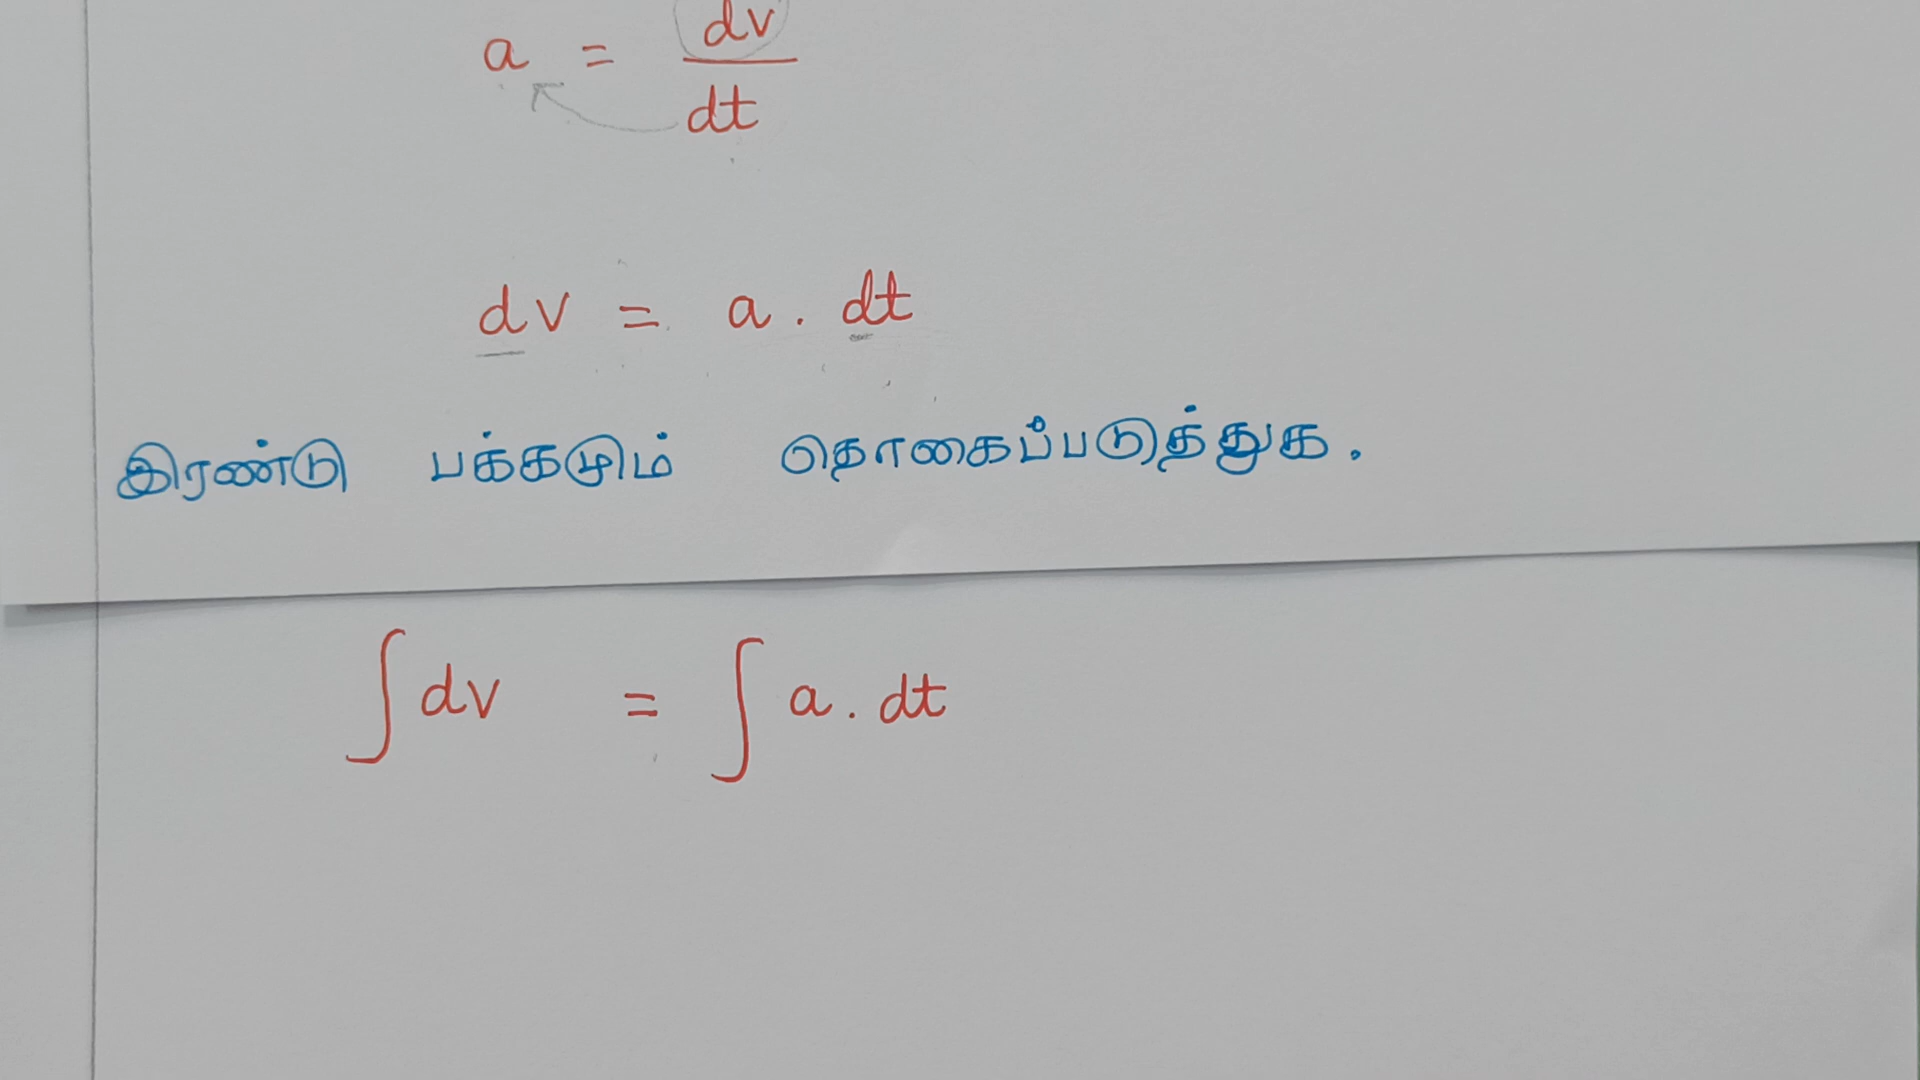 a = dv/dt
dv = a . dt
இரண்டு பக்கமும் தொகைப்படுத்துக .
∫ dv = ∫ a . dt